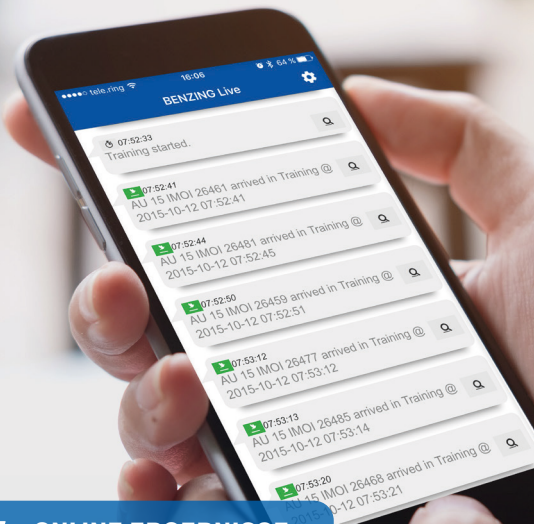 tele.ring 16:06 64 %
BENZING Live
07:52:33
Training started.
07:52:41
AU 15 IMOI 26461 arrived in Training @
2015-10-12 07:52:41
07:52:44
AU 15 IMOI 26481 arrived in Training @
2015-10-12 07:52:45
07:52:50
AU 15 IMOI 26459 arrived in Training @
2015-10-12 07:52:51
07:53:12
AU 15 IMOI 26477 arrived in Training @
2015-10-12 07:53:12
07:53:13
AU 15 IMOI 26485 arrived in Training @
2015-10-12 07:53:14
07:53:20
AU 15 IMOI 26468 arrived in Training @
2015-10-12 07:53:21